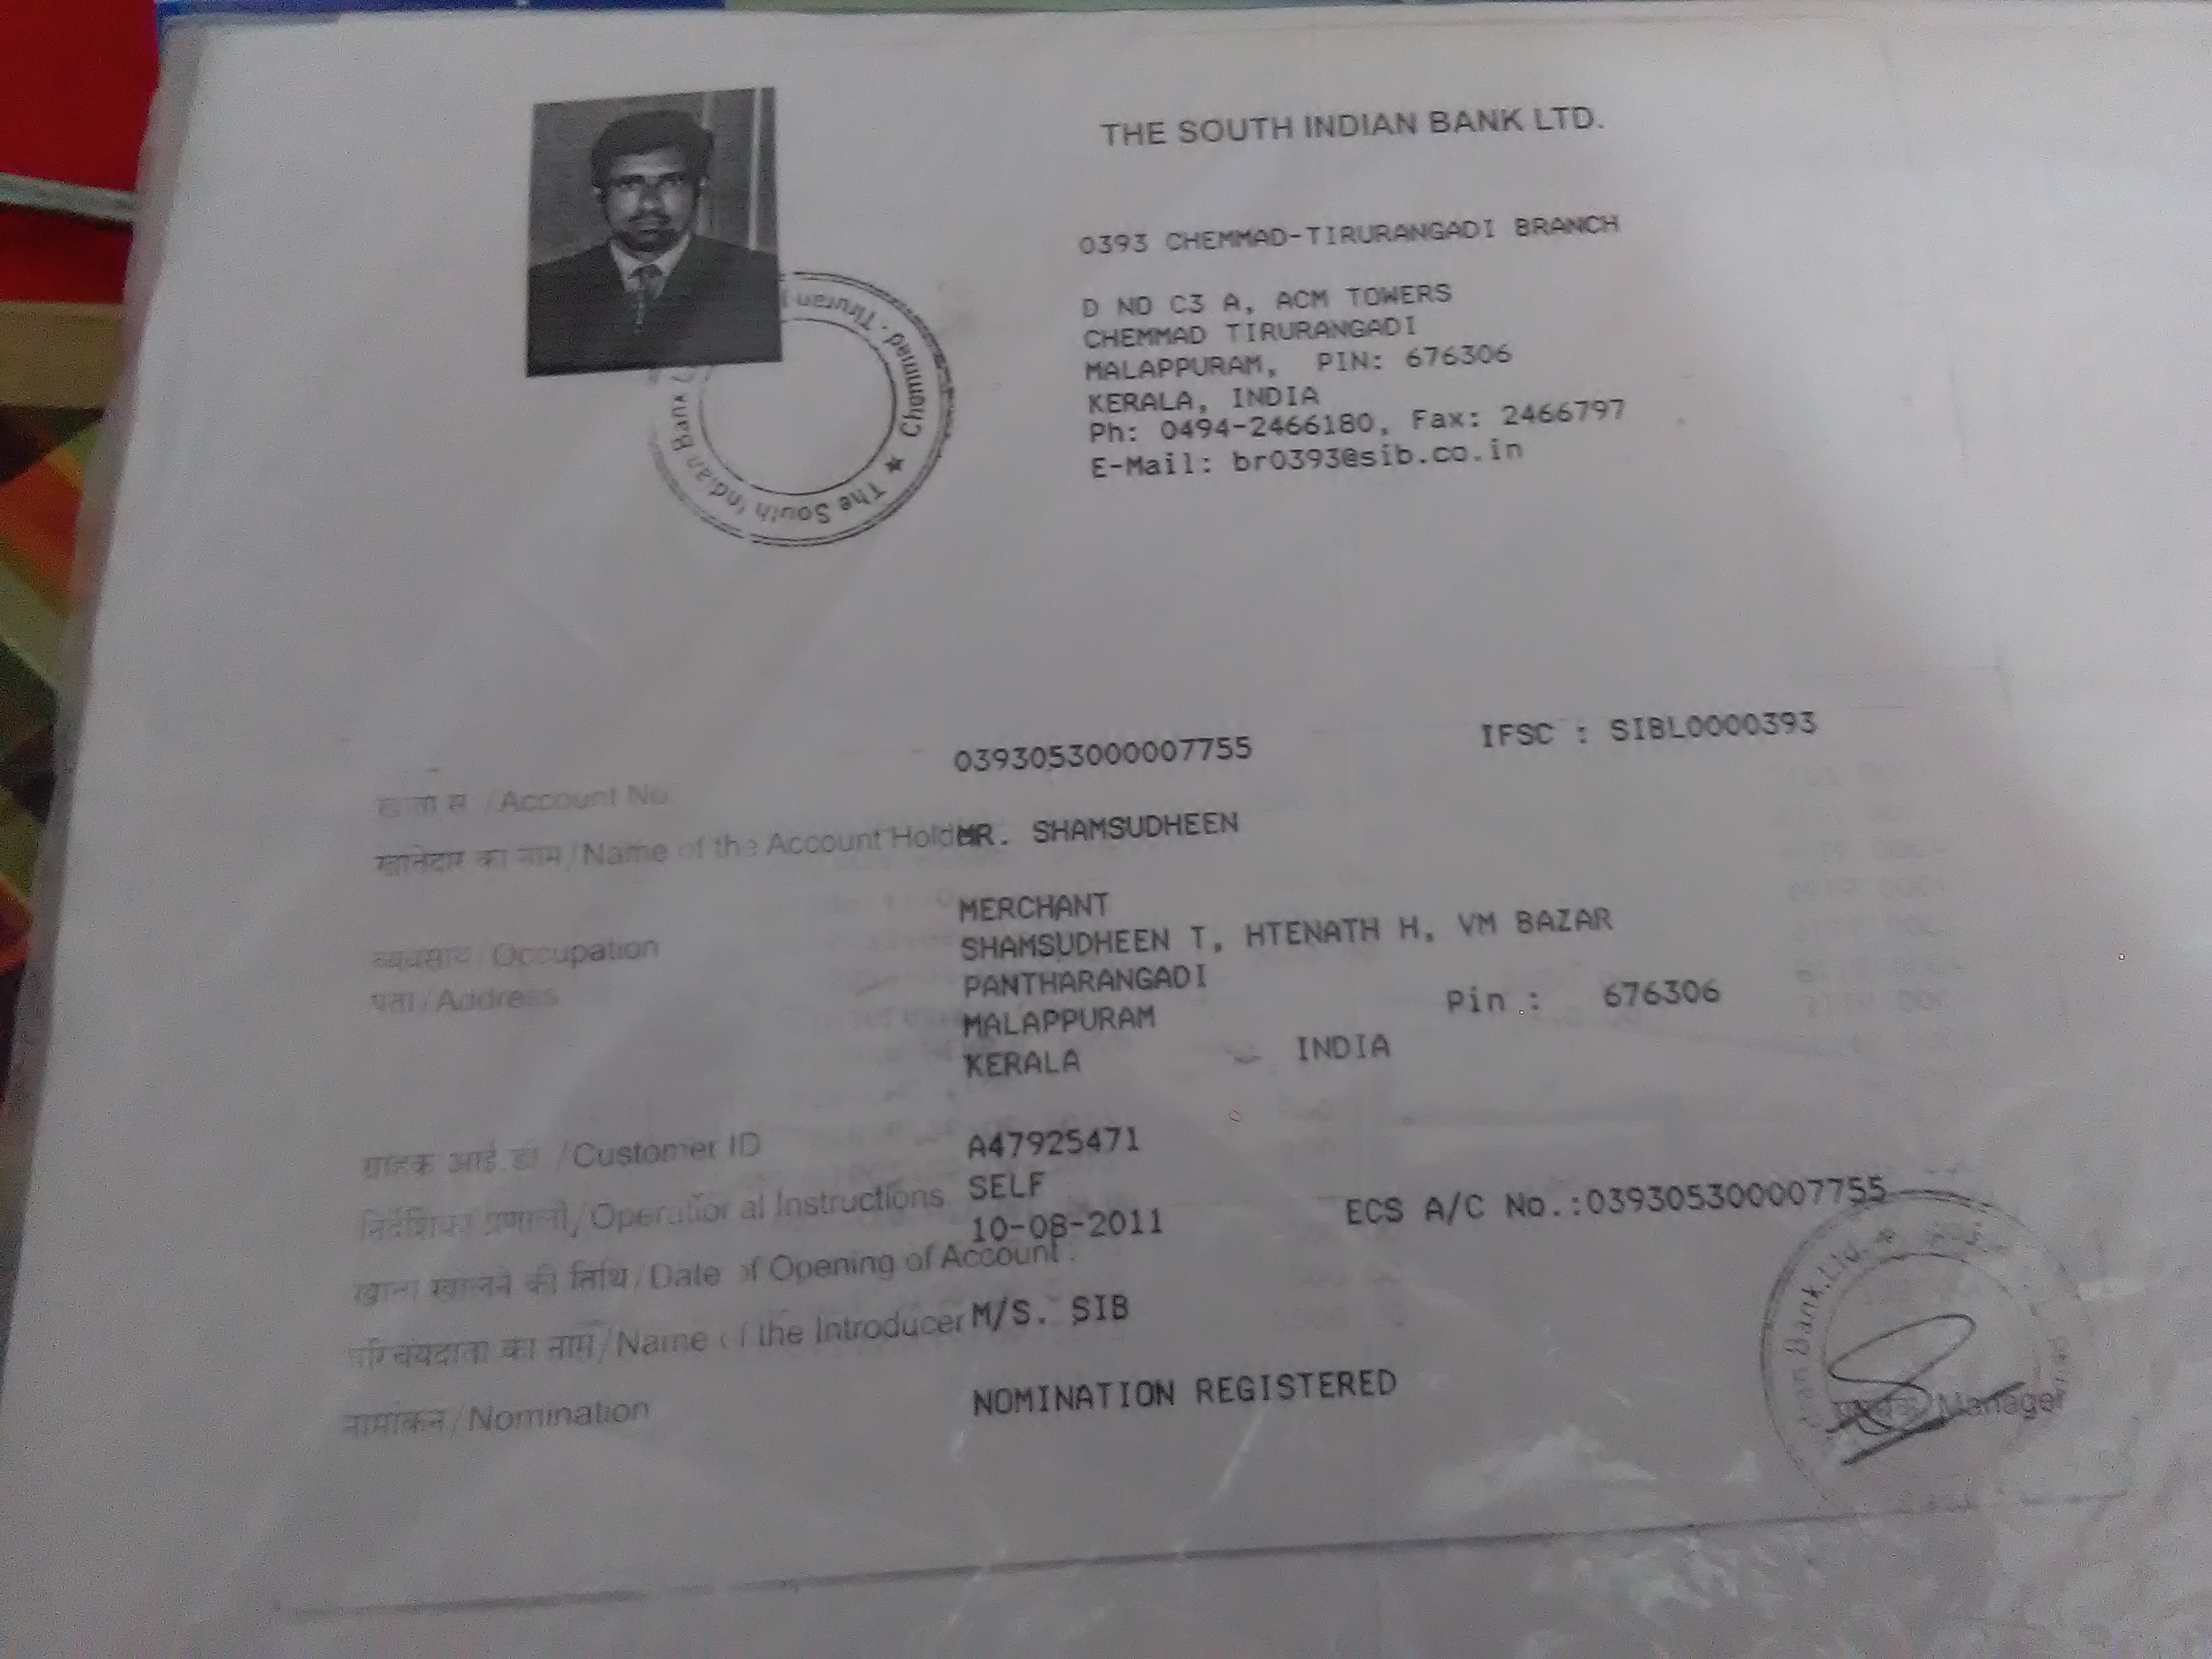 THE SOUTH INDIAN BANK LTD.
0393 CHEMMAD-TIRURANGADI BRANCH
D NO C3 A, ACM TOWERS
CHEMMAD TIRURANGADI
MALAPPURAM, PIN: 676306
KERALA, INDIA
Ph: 0494-2466180, Fax: 2466797
E-Mail: br0393@sib.co.in
The South Indian Bank
★ Chemmad - Tiruran
0393053000007755 IFSC : SIBL0000393
खाता सं /Account No
खातेदार का नाम/Name of the Account Holder MR. SHAMSUDHEEN
MERCHANT
व्यवसाय/Occupation SHAMSUDHEEN T, HTENATH H, VM BAZAR
पता/Address PANTHARANGADI
MALAPPURAM Pin : 676306
KERALA INDIA
ग्राहक आई.डी /Customer ID A47925471
निर्देशिका प्रणाली/Operational Instructions SELF
10-08-2011 ECS A/C No.:039305300007755
खाता खोलने की तिथि/Date of Opening of Account :
परिचयदाता का नाम/Name of the Introducer M/S. SIB
नामांकन/Nomination NOMINATION REGISTERED
Bank Ltd. ★
Manager